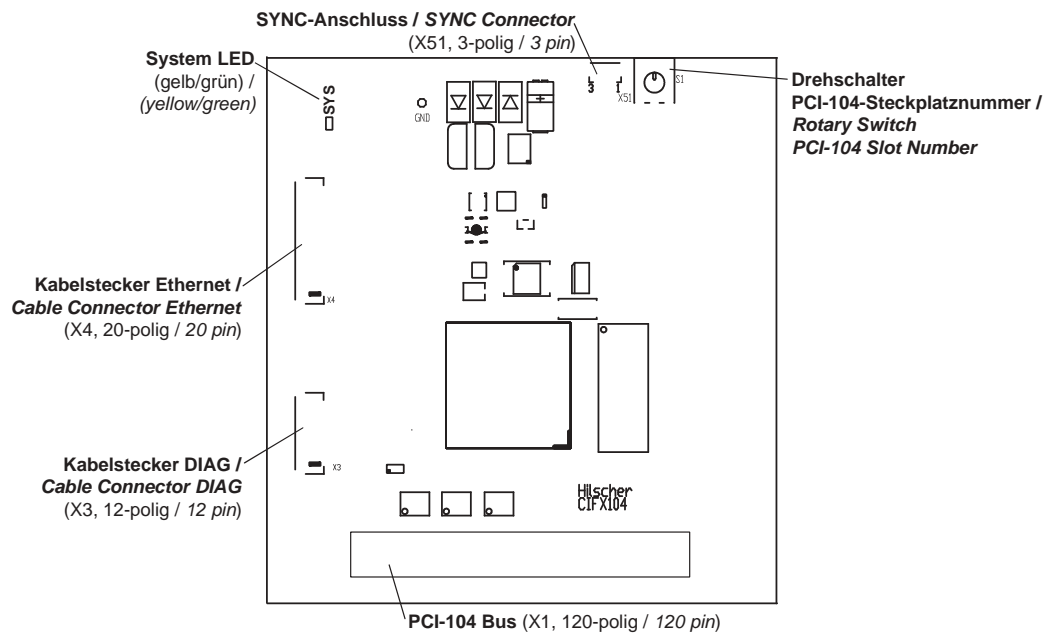 SYNC-Anschluss / SYNC Connector
(X51, 3-polig / 3 pin)
System LED
(gelb/grün) /
(yellow/green)
SYS
GND
3 1
X51
S1
Drehschalter
PCI-104-Steckplatznummer /
Rotary Switch
PCI-104 Slot Number
Kabelstecker Ethernet /
Cable Connector Ethernet
(X4, 20-polig / 20 pin)
X4
Kabelstecker DIAG /
Cable Connector DIAG
(X3, 12-polig / 12 pin)
X3
Hilscher
CIFX104
PCI-104 Bus (X1, 120-polig / 120 pin)